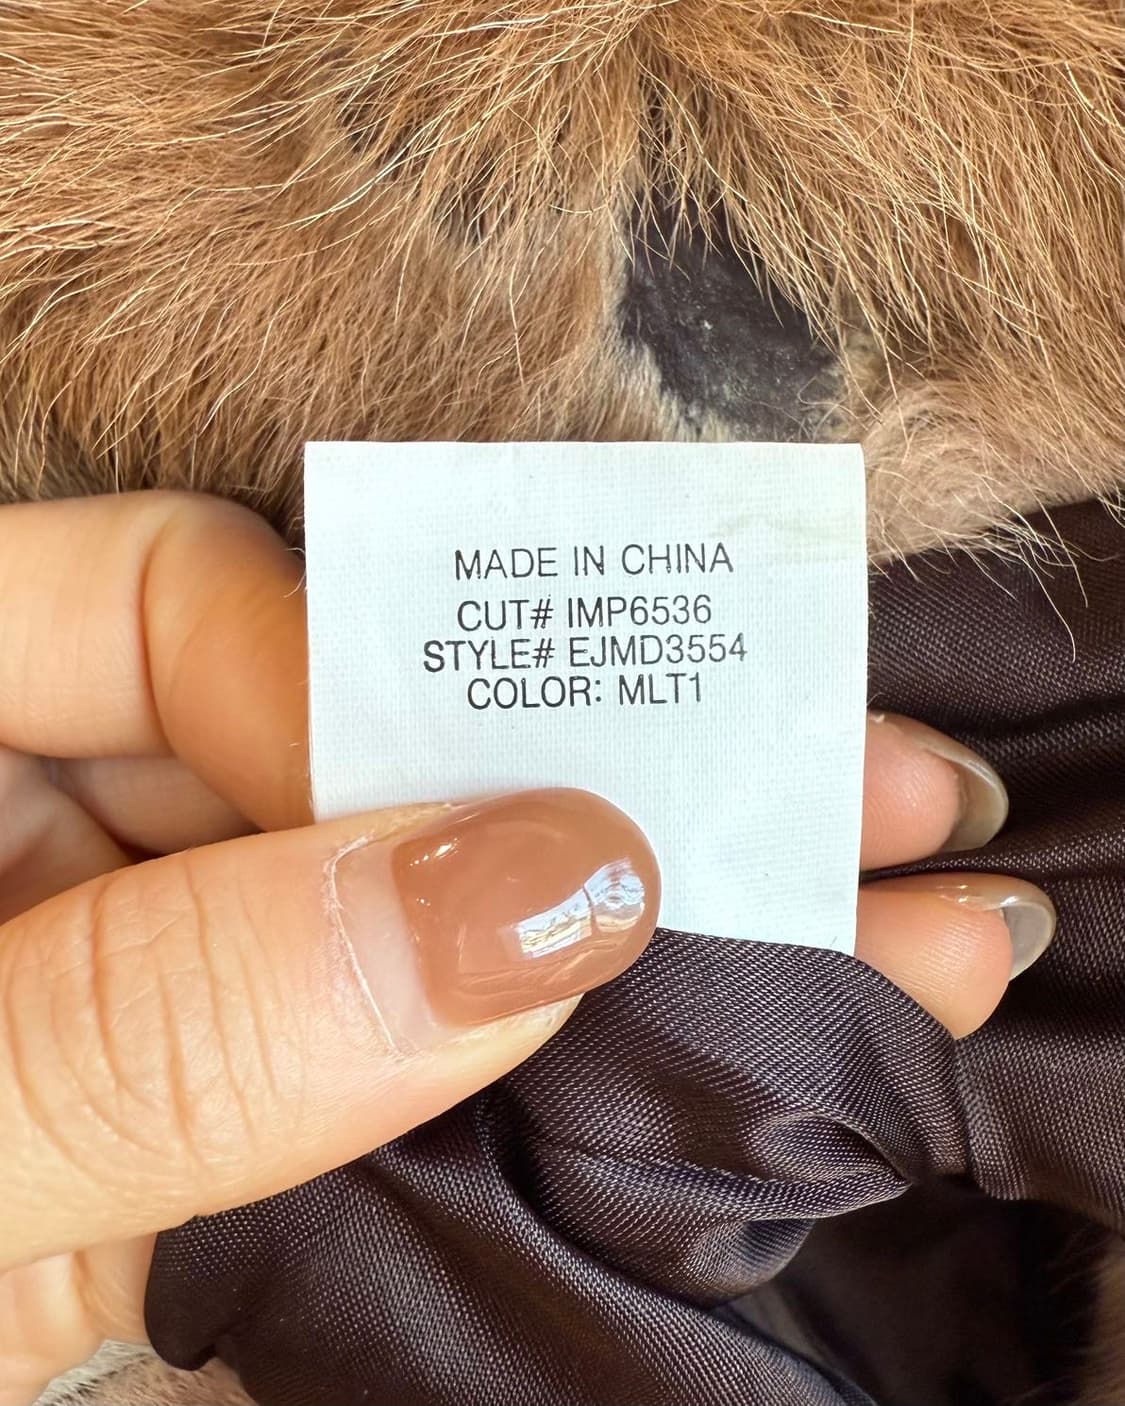 MADE IN CHINA
CUT# IMP6536
STYLE# EJMD3554
COLOR: MLT1